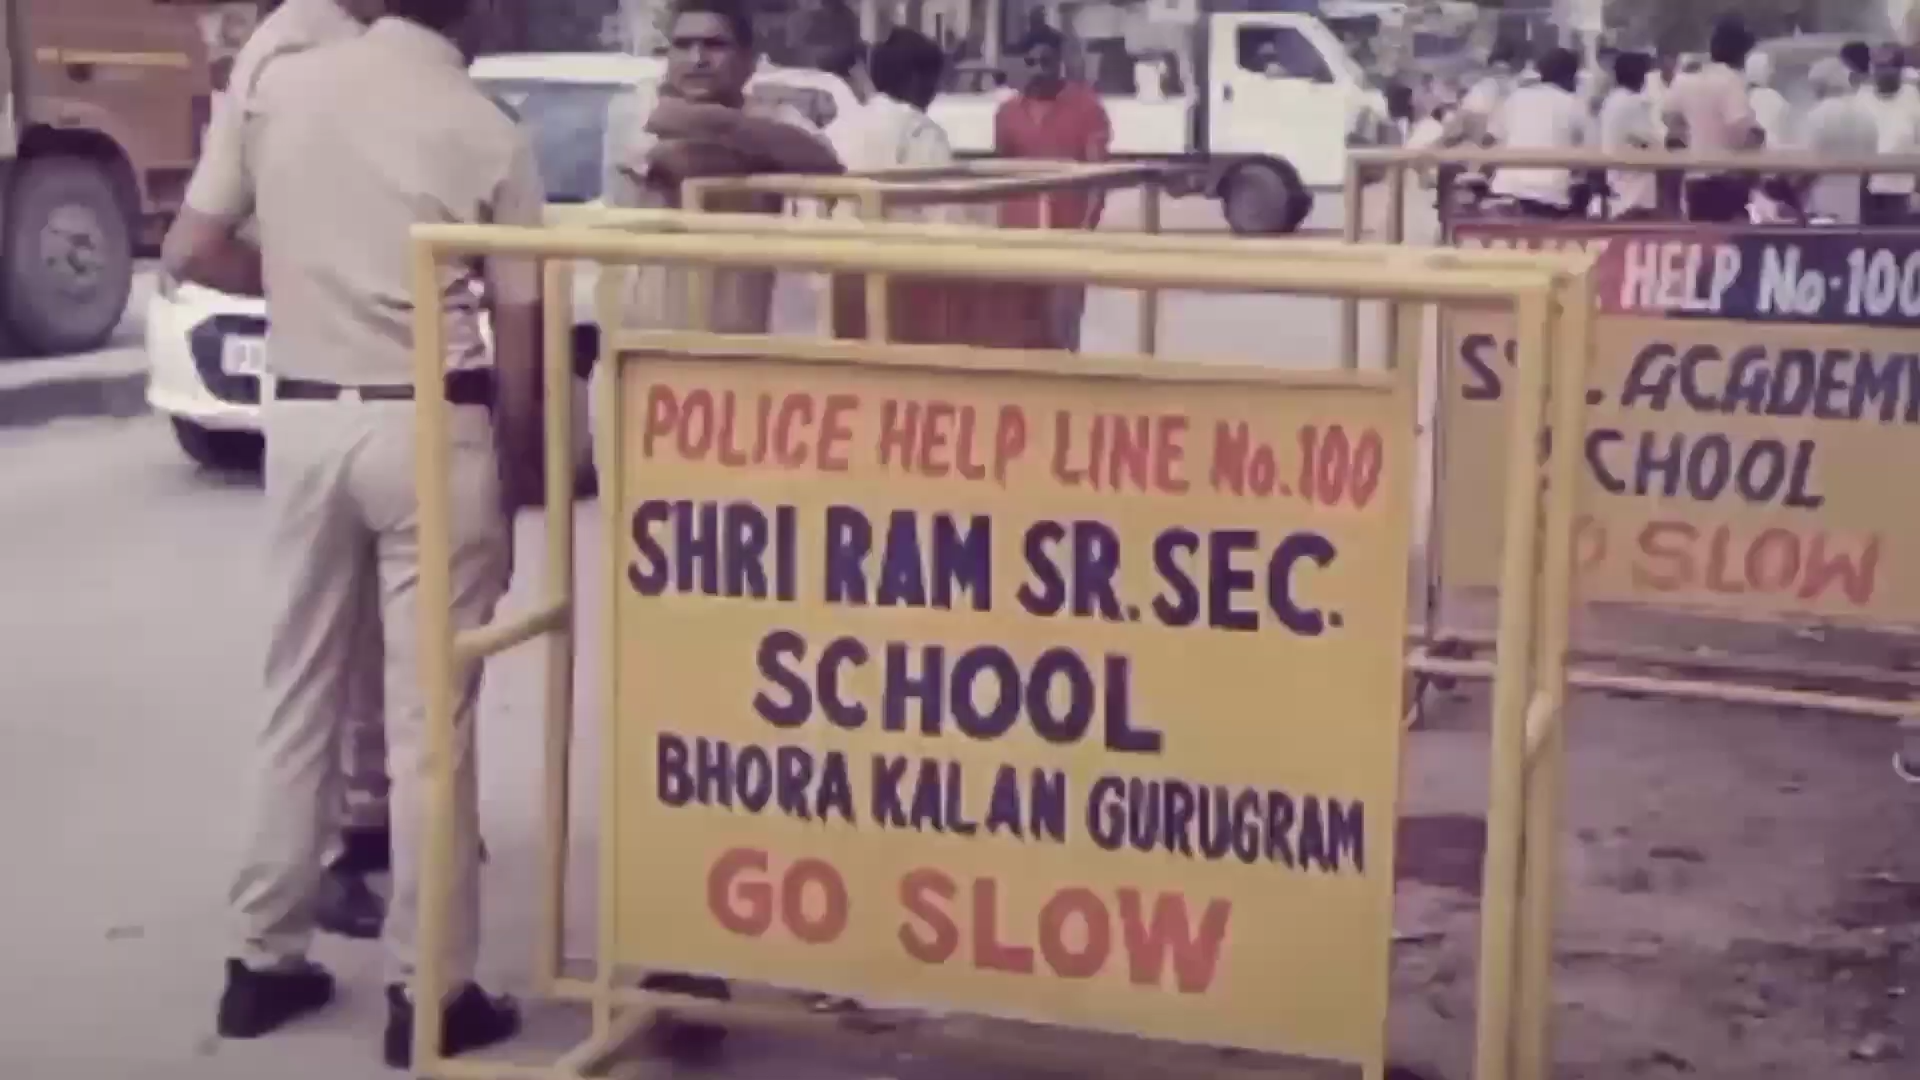 POLICE HELP LINE No.100
SHRI RAM SR.SEC.
SCHOOL
BHORA KALAN GURUGRAM
GO SLOW
HELP No.100
ACADEMY
SCHOOL
GO SLOW